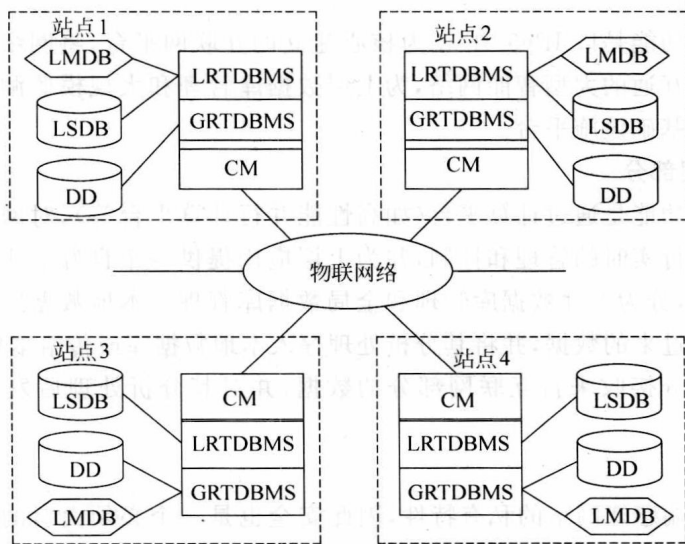 站点1
LMDB
LSDB
DD
LRTDBMS
GRTDBMS
CM
站点2
LRTDBMS
GRTDBMS
CM
LMDB
LSDB
DD
物联网络
站点3
LSDB
DD
LMDB
CM
LRTDBMS
GRTDBMS
站点4
CM
LRTDBMS
GRTDBMS
LSDB
DD
LMDB